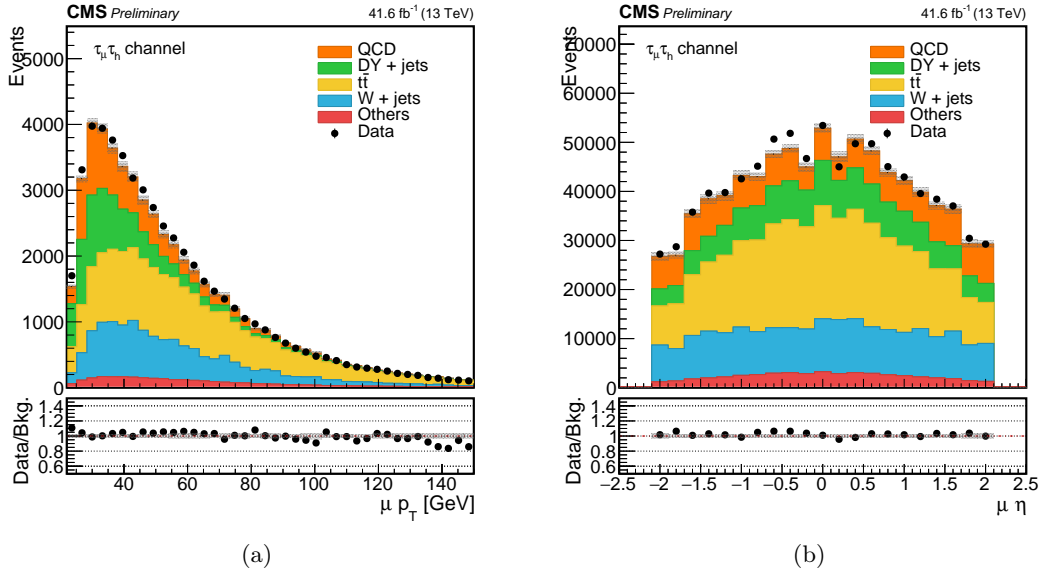 CMS Preliminary 41.6 fb⁻¹ (13 TeV)
Events
τμτh channel
QCD
DY + jets
tt̄
W + jets
Others
Data
5000
4000
3000
2000
1000
0
Data/Bkg.
1.4
1.2
1
0.8
0.6
40 60 80 100 120 140
μ pT [GeV]
(a)
CMS Preliminary 41.6 fb⁻¹ (13 TeV)
Events
τμτh channel
QCD
DY + jets
tt̄
W + jets
Others
Data
70000
60000
50000
40000
30000
20000
10000
0
Data/Bkg.
1.4
1.2
1
0.8
0.6
−2.5 −2 −1.5 −1 −0.5 0 0.5 1 1.5 2 2.5
μ η
(b)